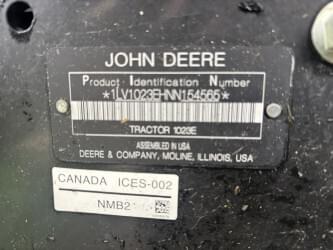 JOHN DEERE
Product Identification Number
*1LV1023EHNN154565*
TRACTOR 1023E
ASSEMBLED IN USA
DEERE & COMPANY, MOLINE, ILLINOIS, USA
CANADA ICES-002
NMB2